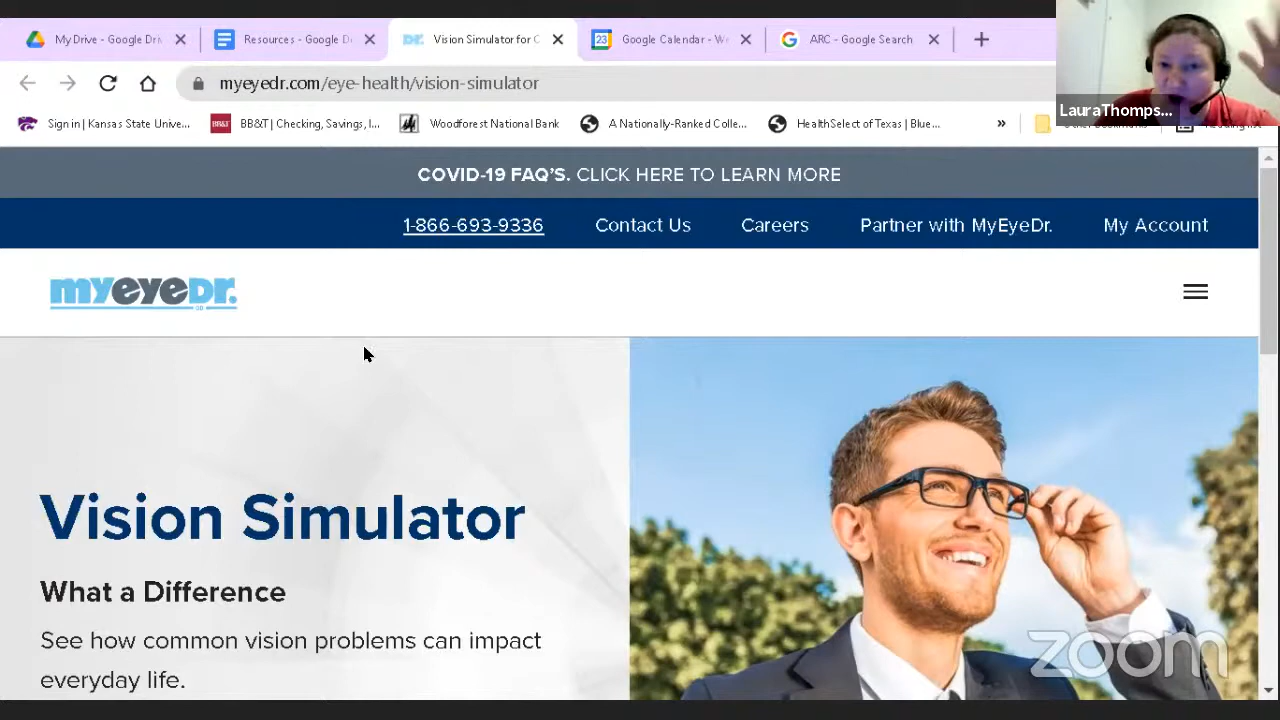 My Drive - Google Dri
Resources - Google D
Vision Simulator for C
Google Calendar - We
ARC - Google Search
myeyedr.com/eye-health/vision-simulator
LauraThomps...
Sign in | Kansas State Unive...
BB&T | Checking, Savings, I...
Woodforest National Bank
A Nationally-Ranked Colle...
HealthSelect of Texas | Blue...
»
COVID-19 FAQ'S. CLICK HERE TO LEARN MORE
1-866-693-9336
Contact Us
Careers
Partner with MyEyeDr.
My Account
myeyeDr.
Vision Simulator
What a Difference
See how common vision problems can impact
everyday life.
zoom